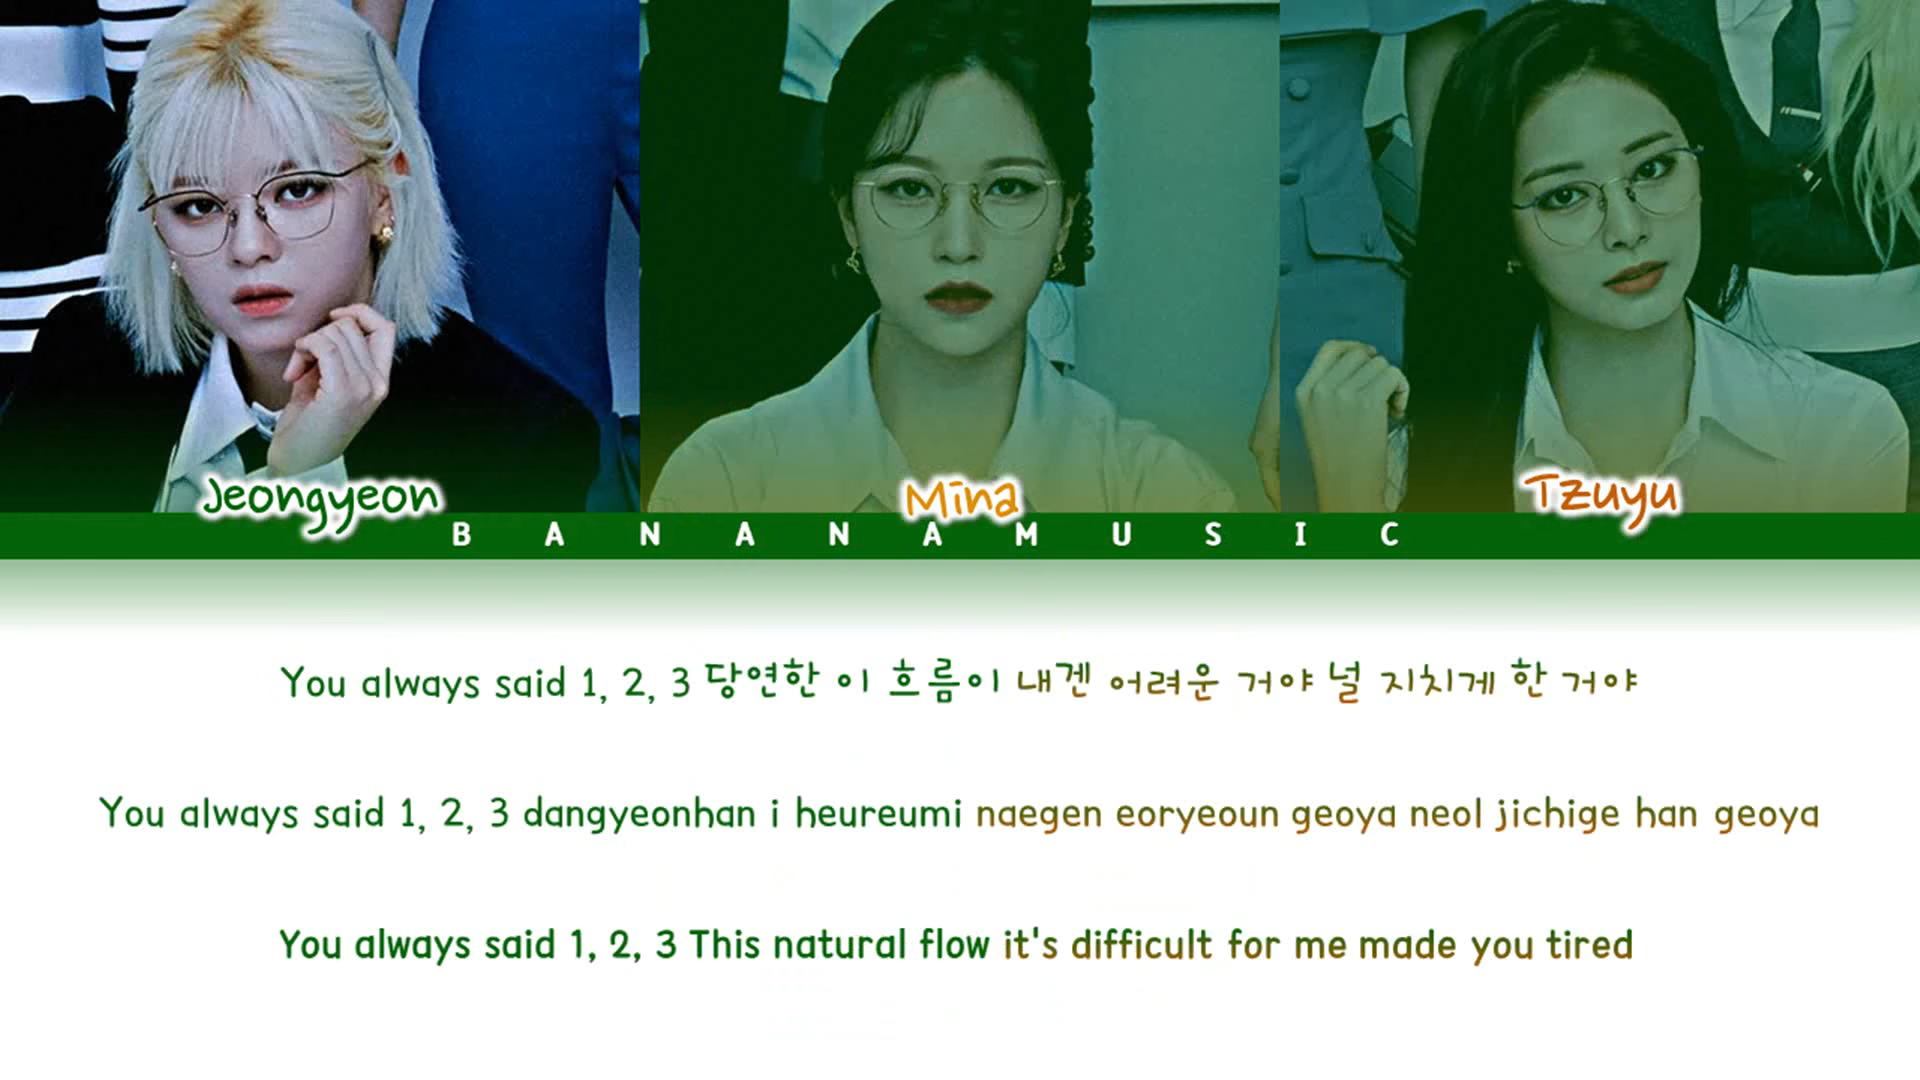 Jeongyeon
Mina
Tzuyu
BANANAMUSIC
You always said 1, 2, 3 당연한 이 흐름이 내겐 어려운 거야 널 지치게 한 거야
You always said 1, 2, 3 dangyeonhan i heureumi naegen eoryeoun geoya neol jichige han geoya
You always said 1, 2, 3 This natural flow it's difficult for me made you tired